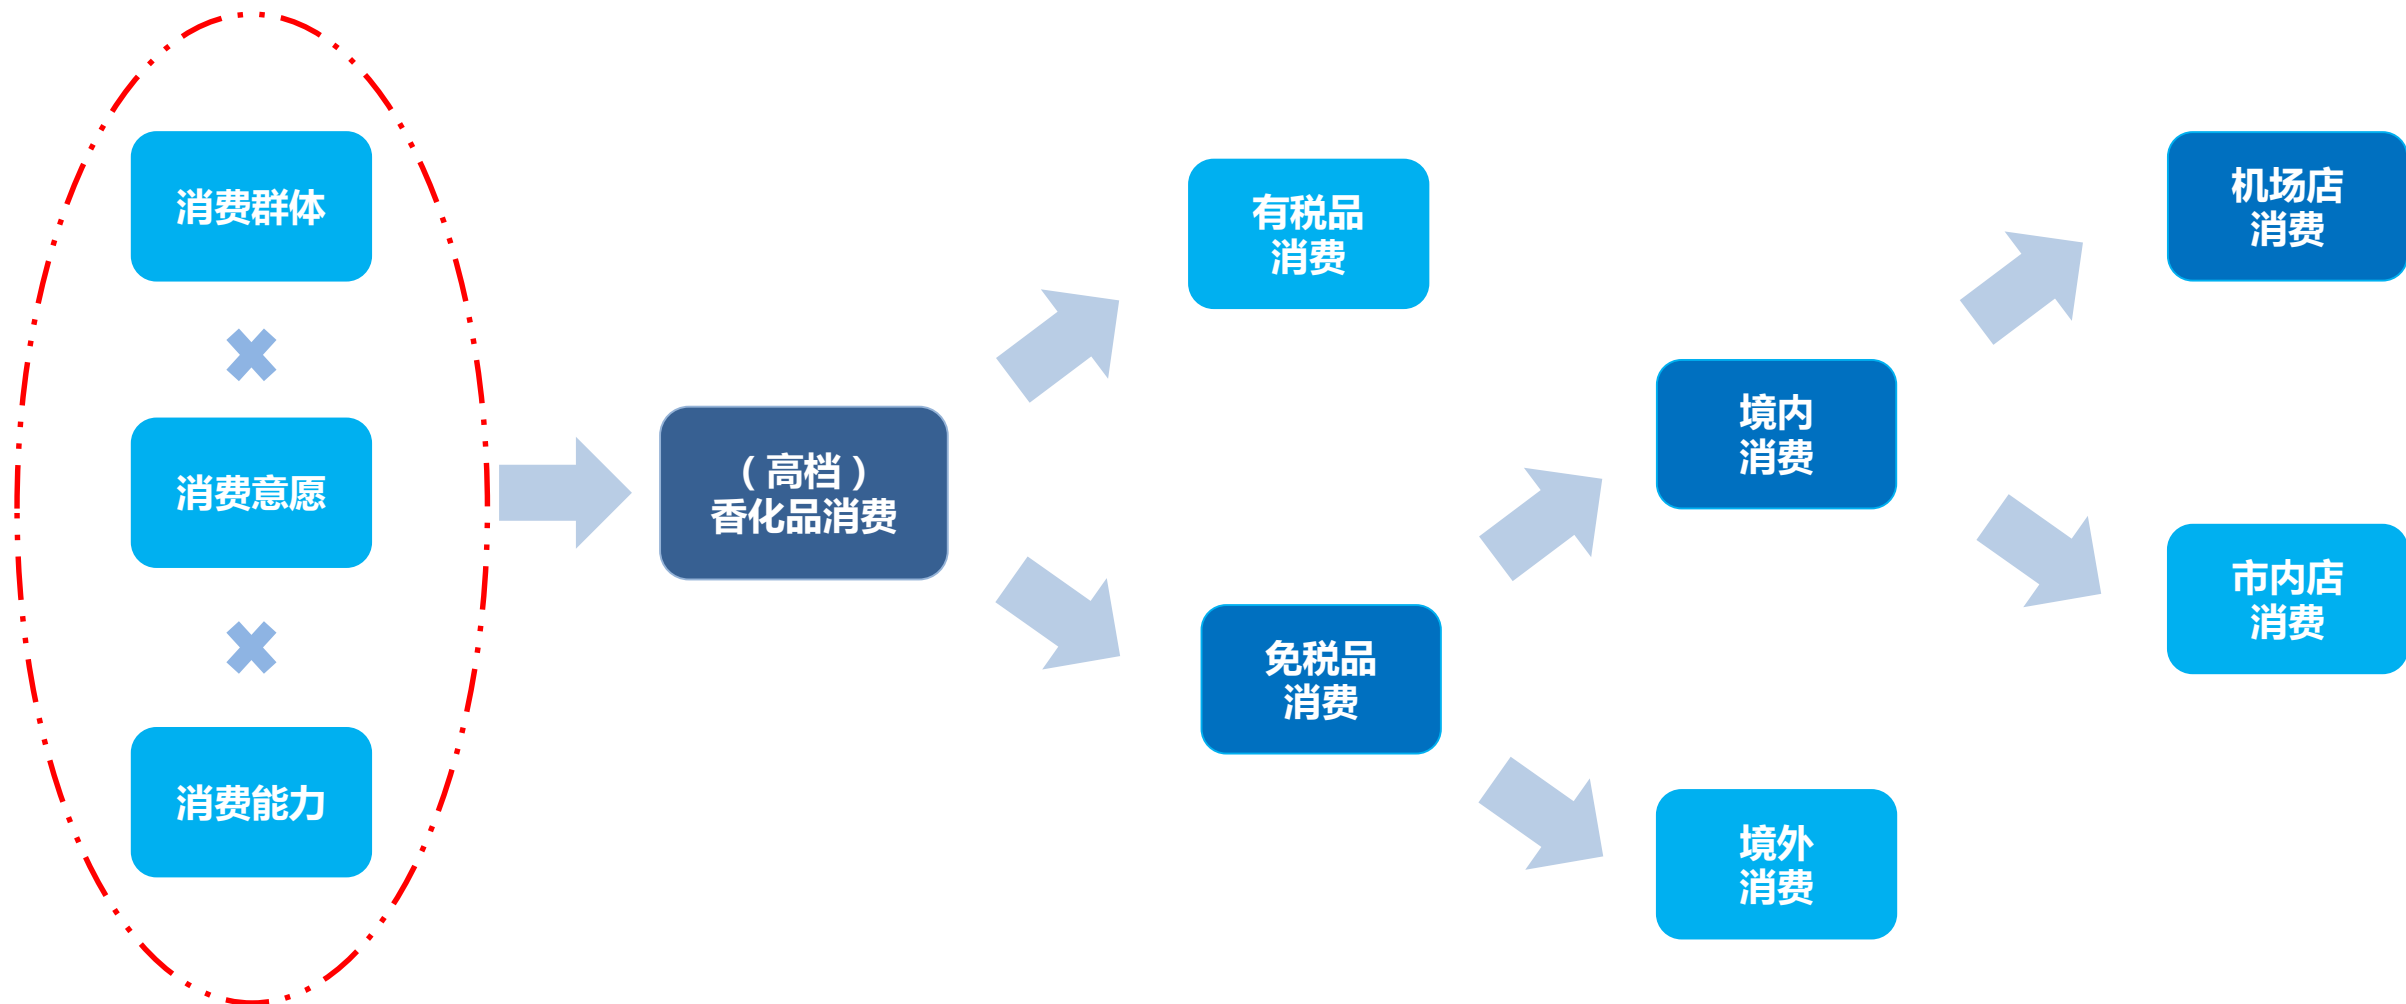 消费群体
消费意愿
消费能力
（高档）
香化品消费
有税品
消费
免税品
消费
境内
消费
境外
消费
机场店
消费
市内店
消费